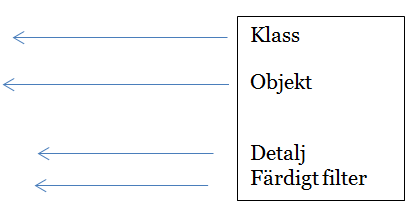 Klass
Objekt
Detalj
Färdigt filter